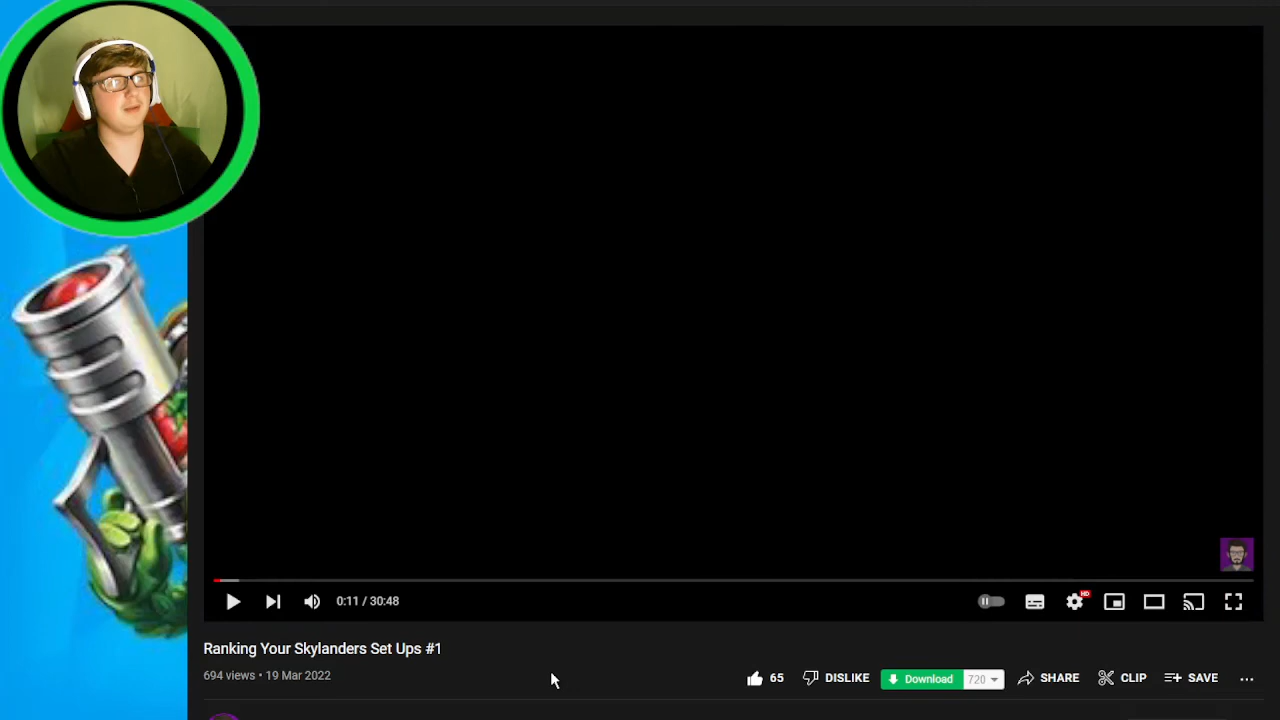 0:11 / 30:48
HD
Ranking Your Skylanders Set Ups #1
694 views • 19 Mar 2022
65 DISLIKE Download 720 SHARE CLIP SAVE